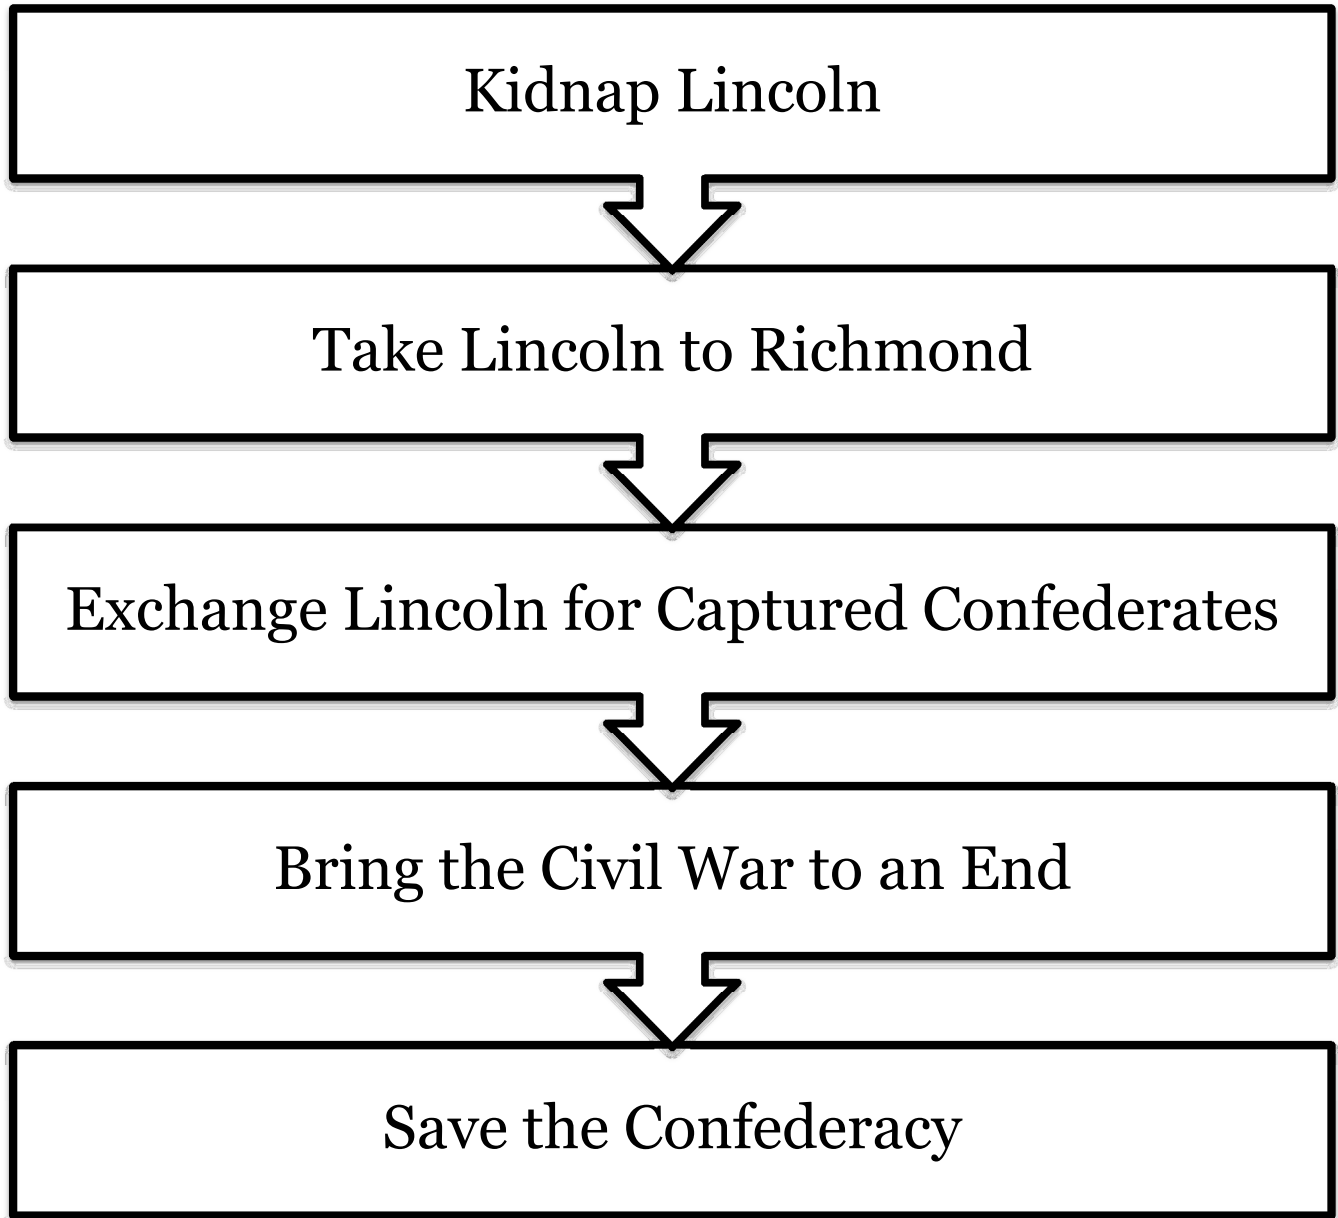 Kidnap Lincoln
Take Lincoln to Richmond
Exchange Lincoln for Captured Confederates
Bring the Civil War to an End
Save the Confederacy